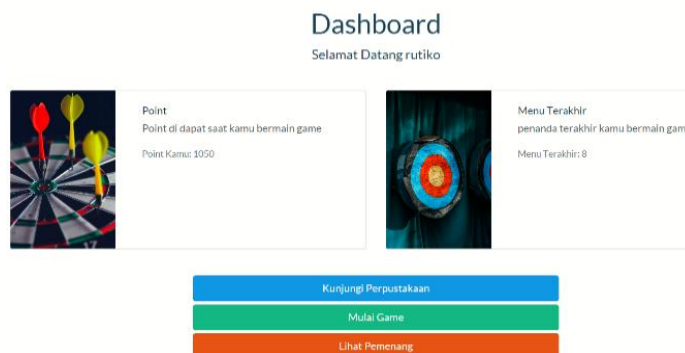 Dashboard
Selamat Datang rutiko
Point
Point di dapat saat kamu bermain game
Point Kamu: 1050
Menu Terakhir
penanda terakhir kamu bermain gam
Menu Terakhir: 8
Kunjungi Perpustakaan
Mulai Game
Lihat Pemenang